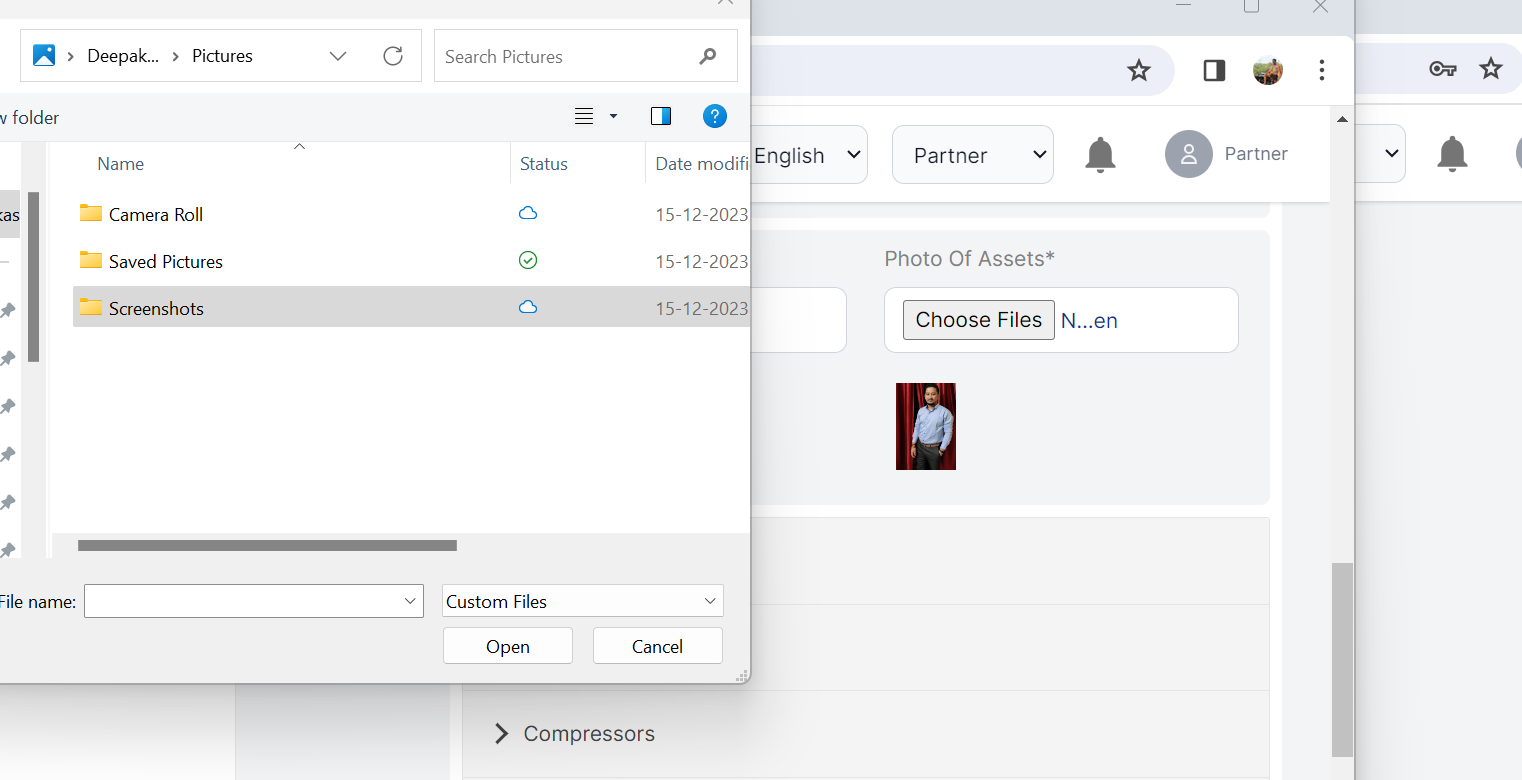 Deepak... > Pictures
Search Pictures
w folder
?
Name
Status
Date modifi
kas
Camera Roll
15-12-2023
Saved Pictures
15-12-2023
Screenshots
15-12-2023
File name:
Custom Files
Open
Cancel
English
Partner
Partner
Photo Of Assets*
Choose Files
N...en
Compressors